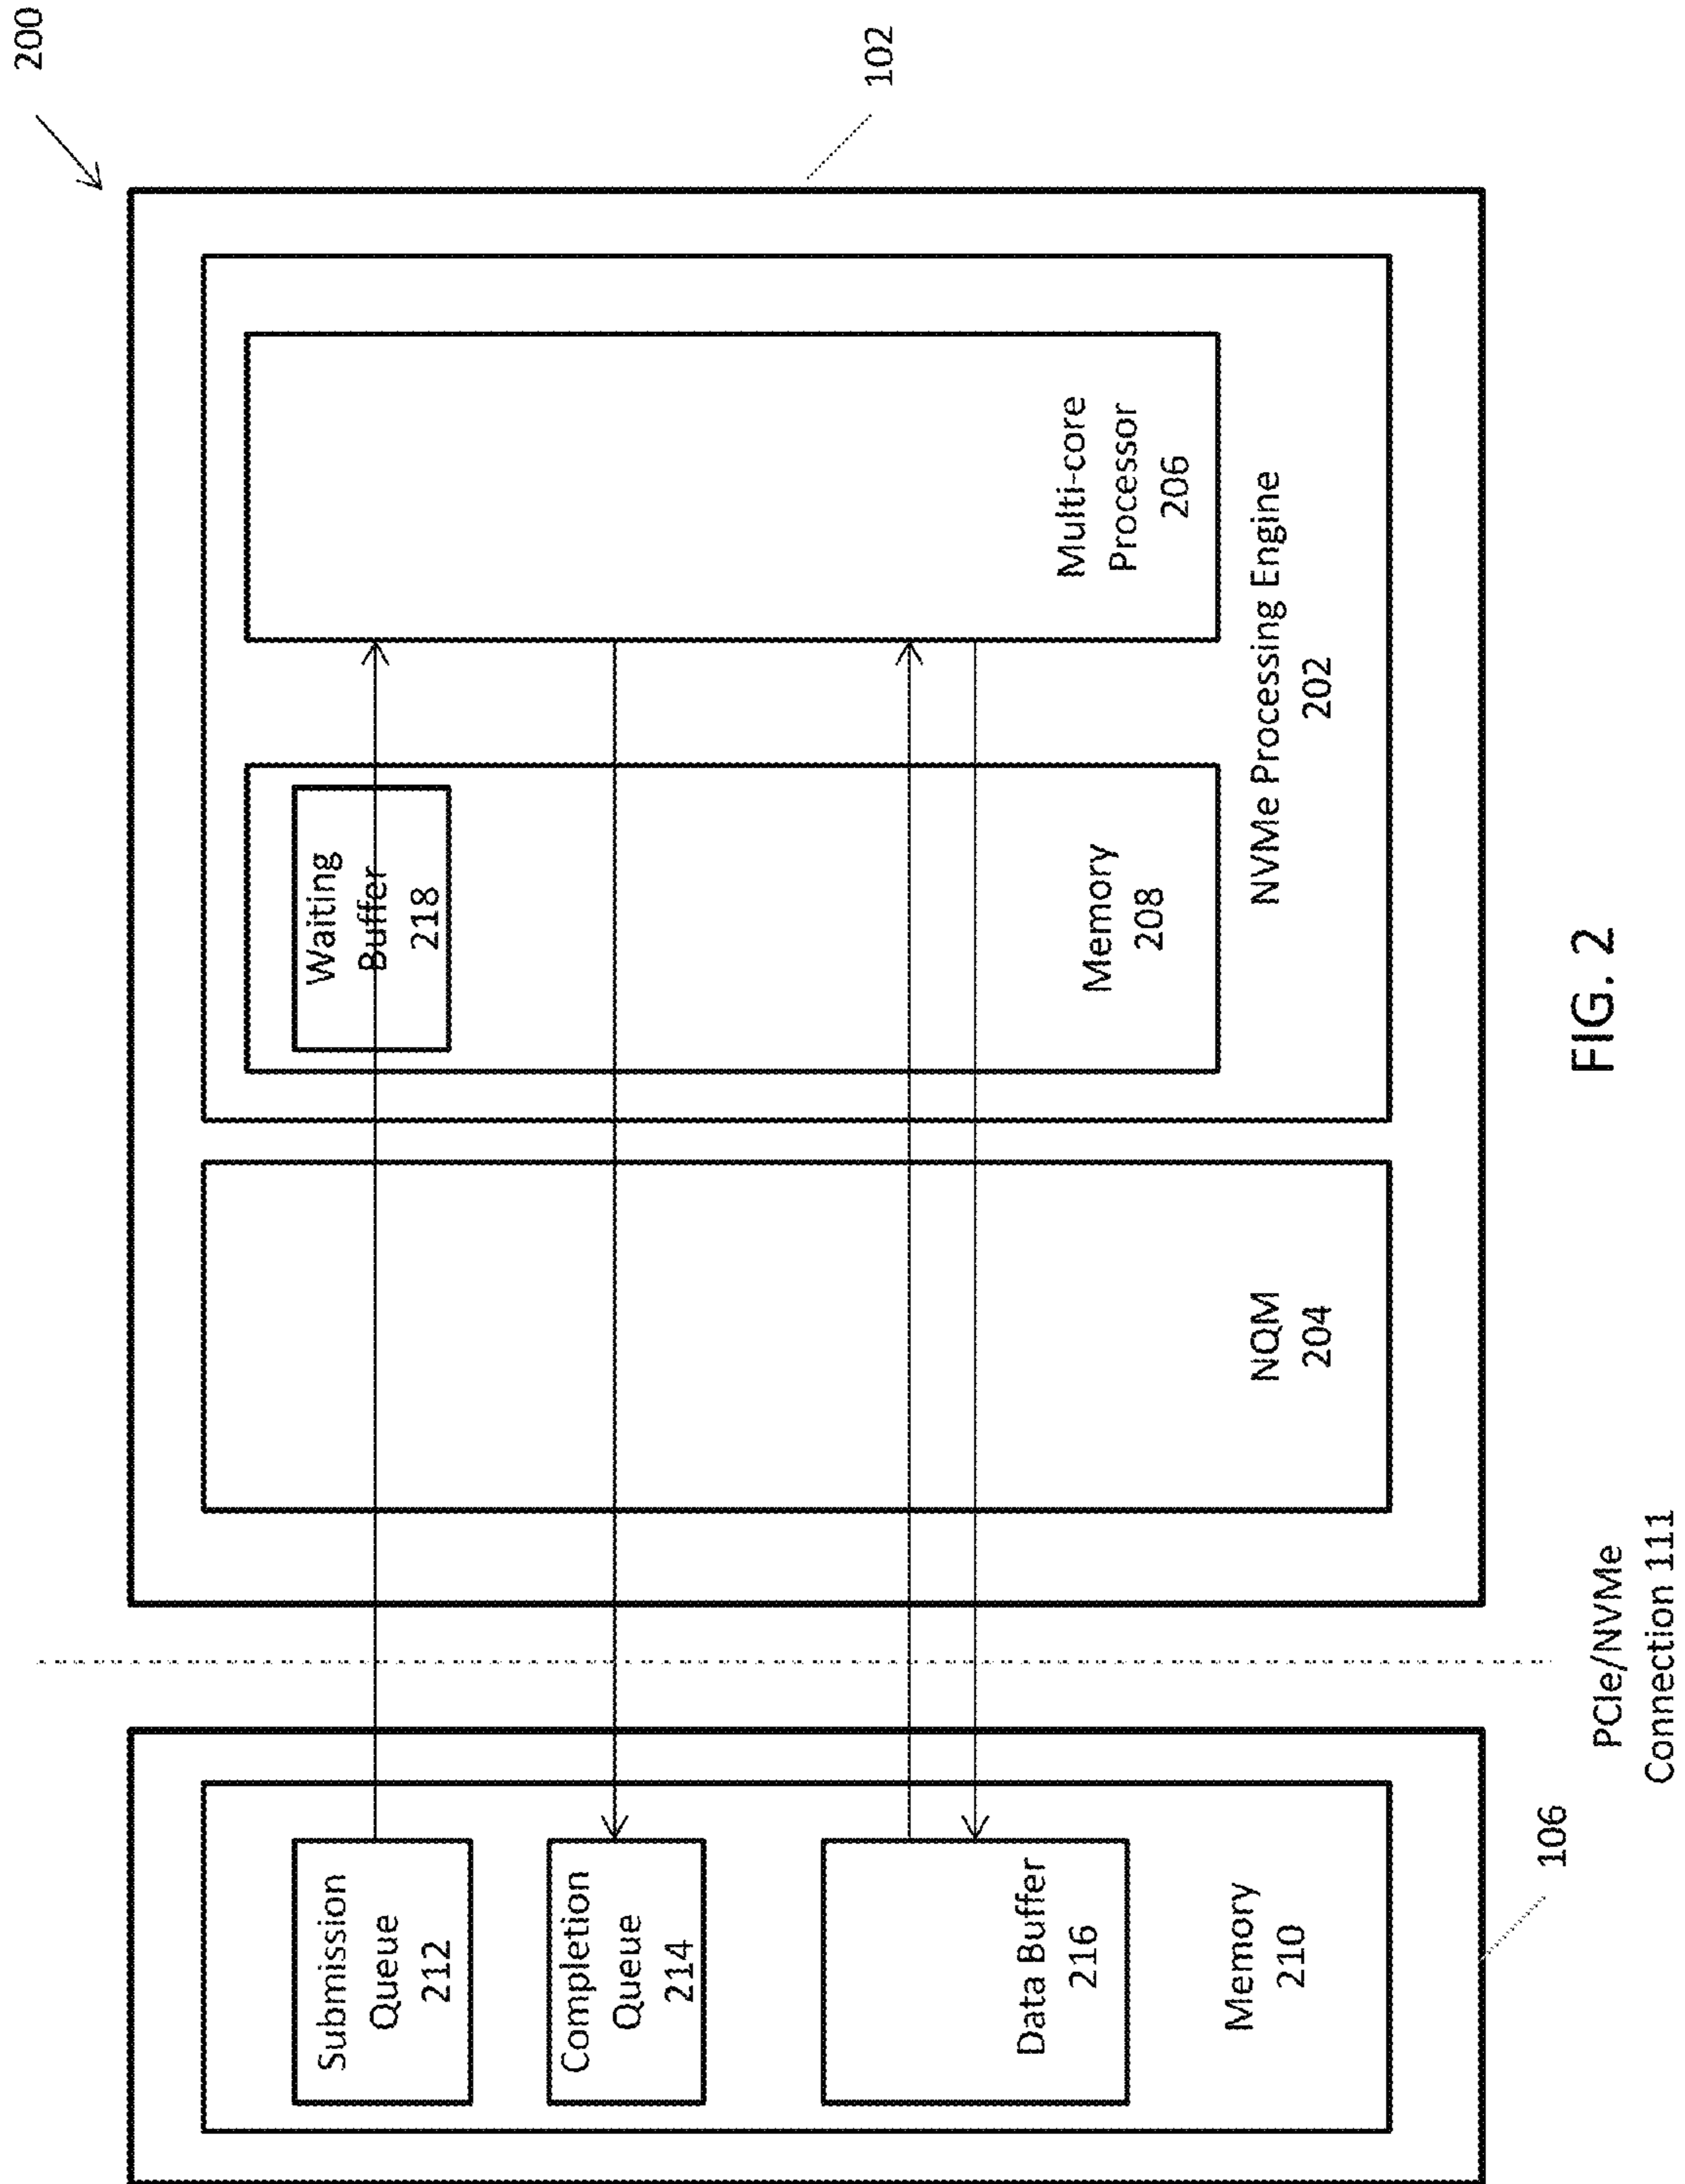 200
102
Submission
Queue
212
Completion
Queue
214
Data Buffer
216
Memory
210
106
PCIe/NVMe
Connection 111
NQM
204
Waiting
Buffer
218
Memory
208
Multi-core
Processor
206
NVMe Processing Engine
202
FIG. 2